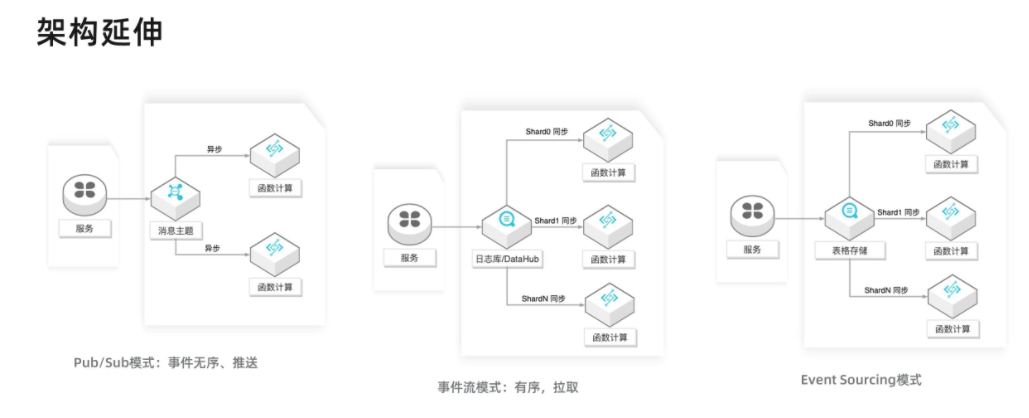 架构延伸
异步
函数计算
服务
消息主题
异步
函数计算
Pub/Sub模式：事件无序、推送
Shard0 同步
函数计算
服务
Shard1 同步
日志库/DataHub
函数计算
ShardN 同步
函数计算
事件流模式：有序，拉取
Shard0 同步
函数计算
服务
Shard1 同步
表格存储
函数计算
ShardN 同步
函数计算
Event Sourcing模式